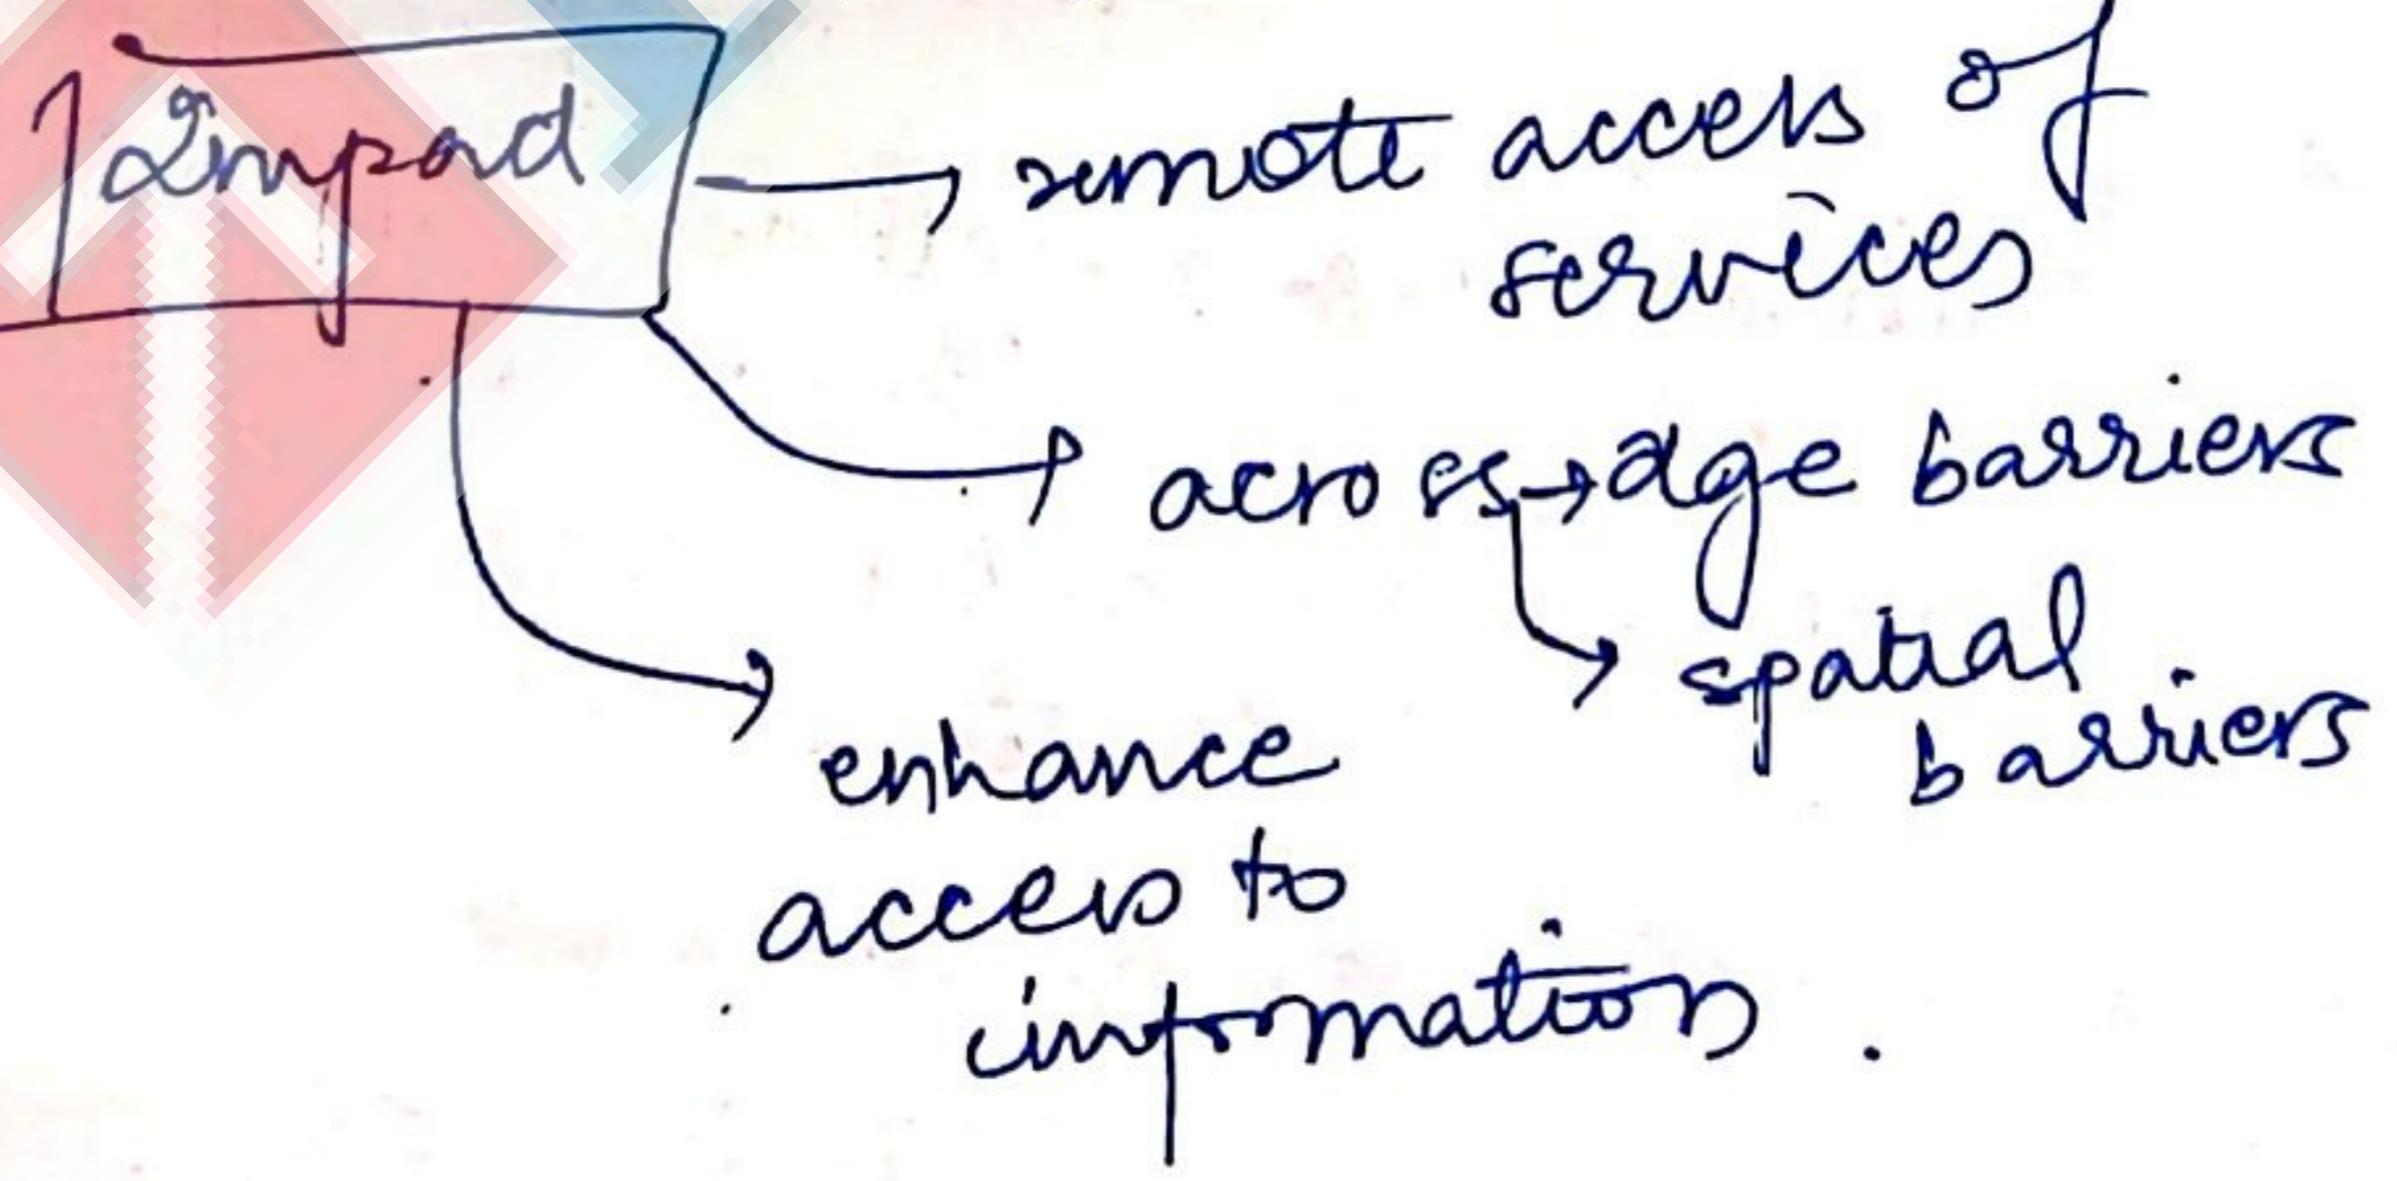 Impact
→ remote access of
services
→ across → age barriers
→ spatial
barriers
→ enhance
access to
information.